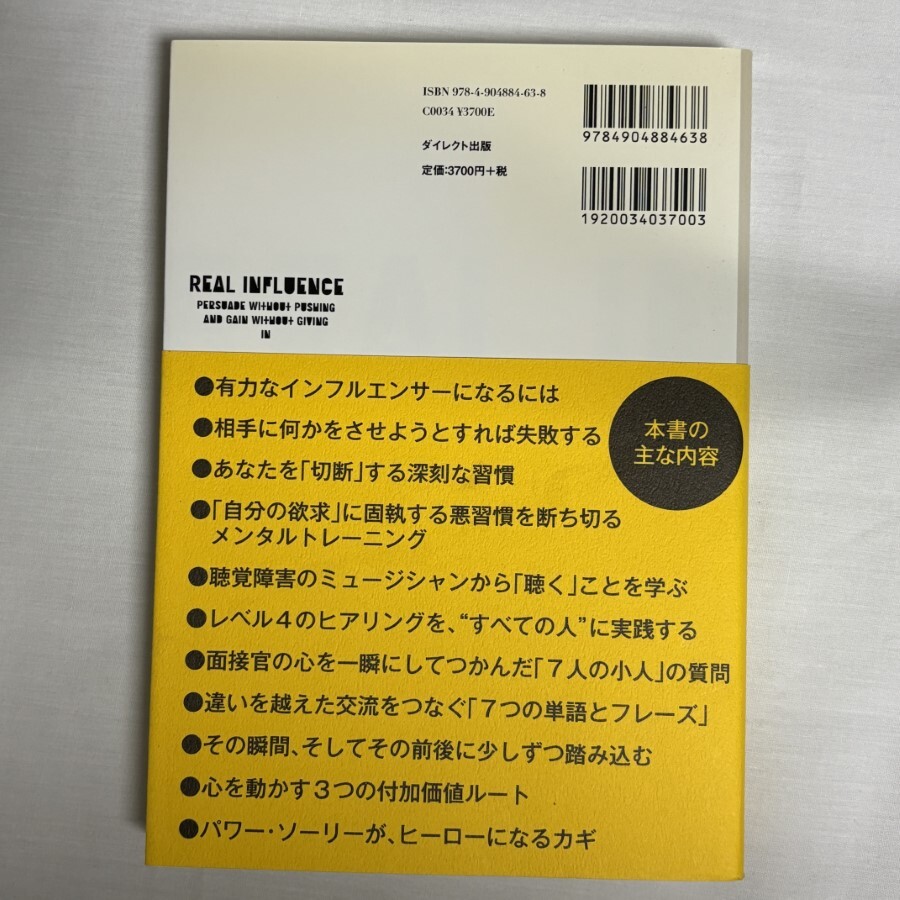 ISBN 978-4-904884-63-8
C0034 ¥3700E
ダイレクト出版
定価:3700円+税
9784904884638
1920034037003
REAL INFLUENCE
PERSUADE WITHOUT PUSHING
AND GAIN WITHOUT GIVING
IN
本書の
主な内容
●有力なインフルエンサーになるには
●相手に何かをさせようとすれば失敗する
●あなたを「切断」する深刻な習慣
●「自分の欲求」に固執する悪習慣を断ち切る
メンタルトレーニング
●聴覚障害のミュージシャンから「聴く」ことを学ぶ
●レベル4のヒアリングを、“すべての人”に実践する
●面接官の心を一瞬にしてつかんだ「7人の小人」の質問
●違いを越えた交流をつなぐ「7つの単語とフレーズ」
●その瞬間、そしてその前後に少しずつ踏み込む
●心を動かす3つの付加価値ルート
●パワー・ソーリーが、ヒーローになるカギ